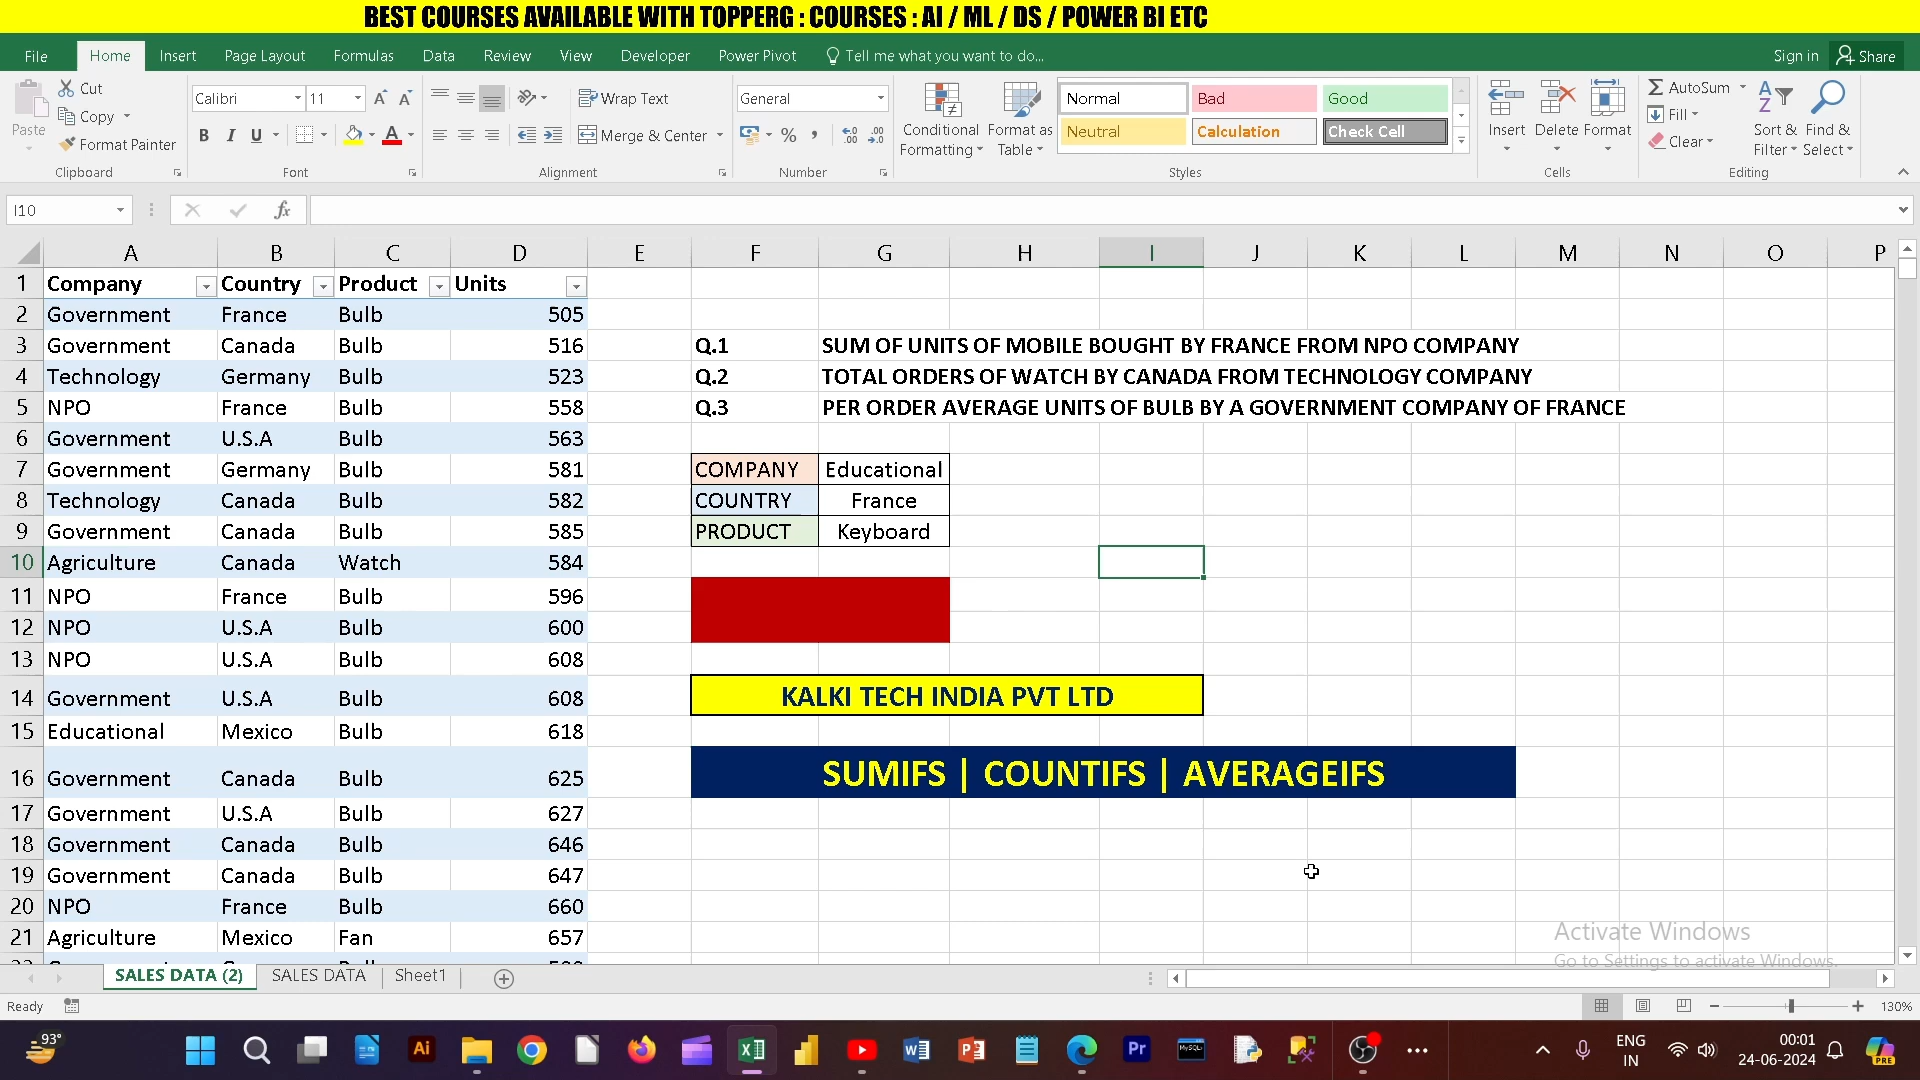 BEST COURSES AVAILABLE WITH TOPPERG : COURSES : AI / ML / DS / POWER BI ETC
File Home Insert Page Layout Formulas Data Review View Developer Power Pivot Tell me what you want to do... Sign in Share
Paste
Cut
Copy
Format Painter
Clipboard
Calibri 11
B I U A
Font
Wrap Text
Merge & Center
Alignment
General
%
Number
Conditional Formatting
Format as Table
Normal Bad Good
Neutral Calculation Check Cell
Styles
Insert Delete Format
Cells
AutoSum
Fill
Clear
Sort & Filter
Find & Select
Editing
I10 fx
A B C D E F G H I J K L M N O P
1 Company Country Product Units
2 Government France Bulb 505
3 Government Canada Bulb 516 Q.1 SUM OF UNITS OF MOBILE BOUGHT BY FRANCE FROM NPO COMPANY
4 Technology Germany Bulb 523 Q.2 TOTAL ORDERS OF WATCH BY CANADA FROM TECHNOLOGY COMPANY
5 NPO France Bulb 558 Q.3 PER ORDER AVERAGE UNITS OF BULB BY A GOVERNMENT COMPANY OF FRANCE
6 Government U.S.A Bulb 563
7 Government Germany Bulb 581 COMPANY Educational
8 Technology Canada Bulb 582 COUNTRY France
9 Government Canada Bulb 585 PRODUCT Keyboard
10 Agriculture Canada Watch 584
11 NPO France Bulb 596
12 NPO U.S.A Bulb 600
13 NPO U.S.A Bulb 608
14 Government U.S.A Bulb 608 KALKI TECH INDIA PVT LTD
15 Educational Mexico Bulb 618
16 Government Canada Bulb 625 SUMIFS | COUNTIFS | AVERAGEIFS
17 Government U.S.A Bulb 627
18 Government Canada Bulb 646
19 Government Canada Bulb 647
20 NPO France Bulb 660
21 Agriculture Mexico Fan 657
Activate Windows
Go to Settings to activate Windows.
SALES DATA (2) SALES DATA Sheet1
Ready 130%
93° Ai Pr MySQL ENG IN 00:01 24-06-2024 PRE